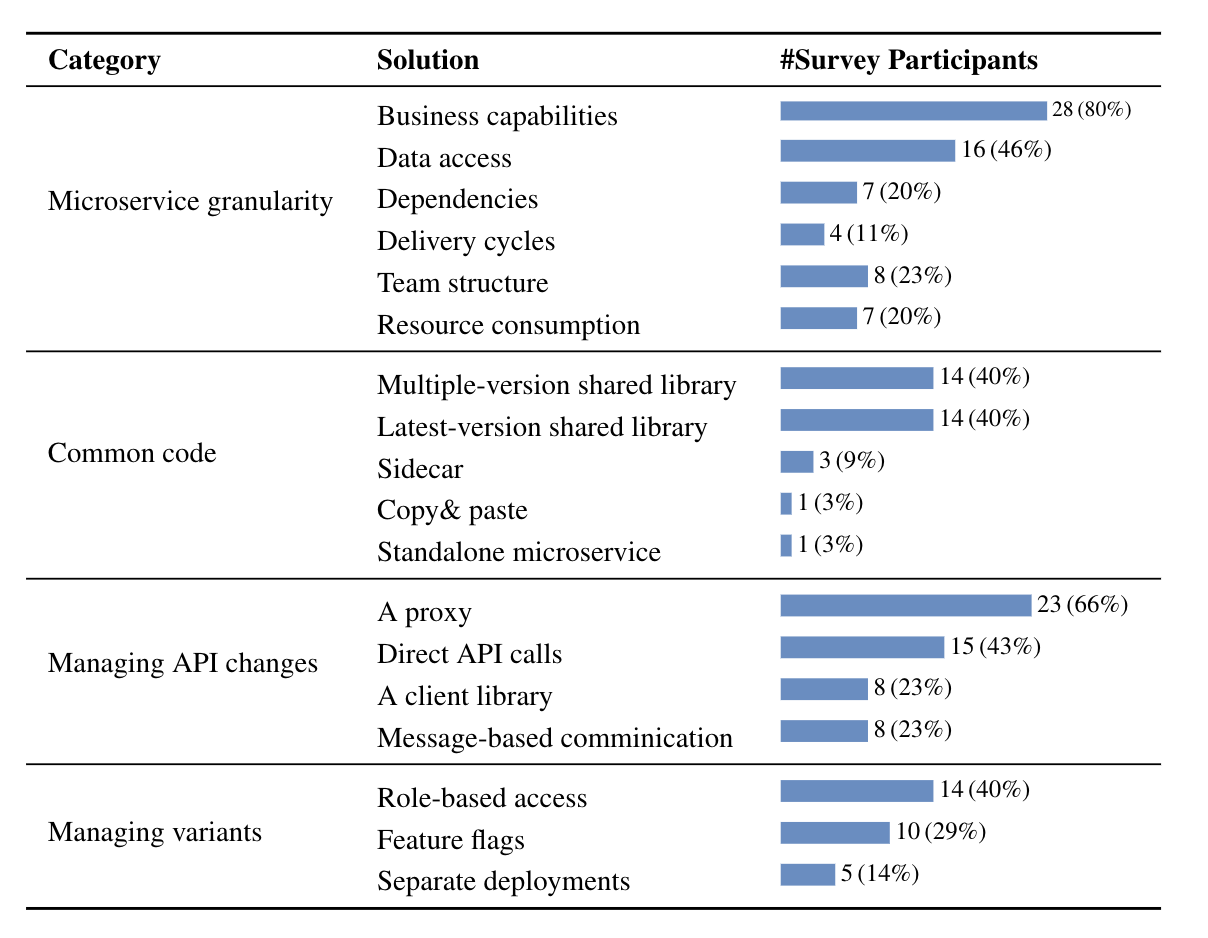 Category Solution #Survey Participants
Microservice granularity
Business capabilities 28 (80%)
Data access 16 (46%)
Dependencies 7 (20%)
Delivery cycles 4 (11%)
Team structure 8 (23%)
Resource consumption 7 (20%)
Common code
Multiple-version shared library 14 (40%)
Latest-version shared library 14 (40%)
Sidecar 3 (9%)
Copy& paste 1 (3%)
Standalone microservice 1 (3%)
Managing API changes
A proxy 23 (66%)
Direct API calls 15 (43%)
A client library 8 (23%)
Message-based comminication 8 (23%)
Managing variants
Role-based access 14 (40%)
Feature flags 10 (29%)
Separate deployments 5 (14%)